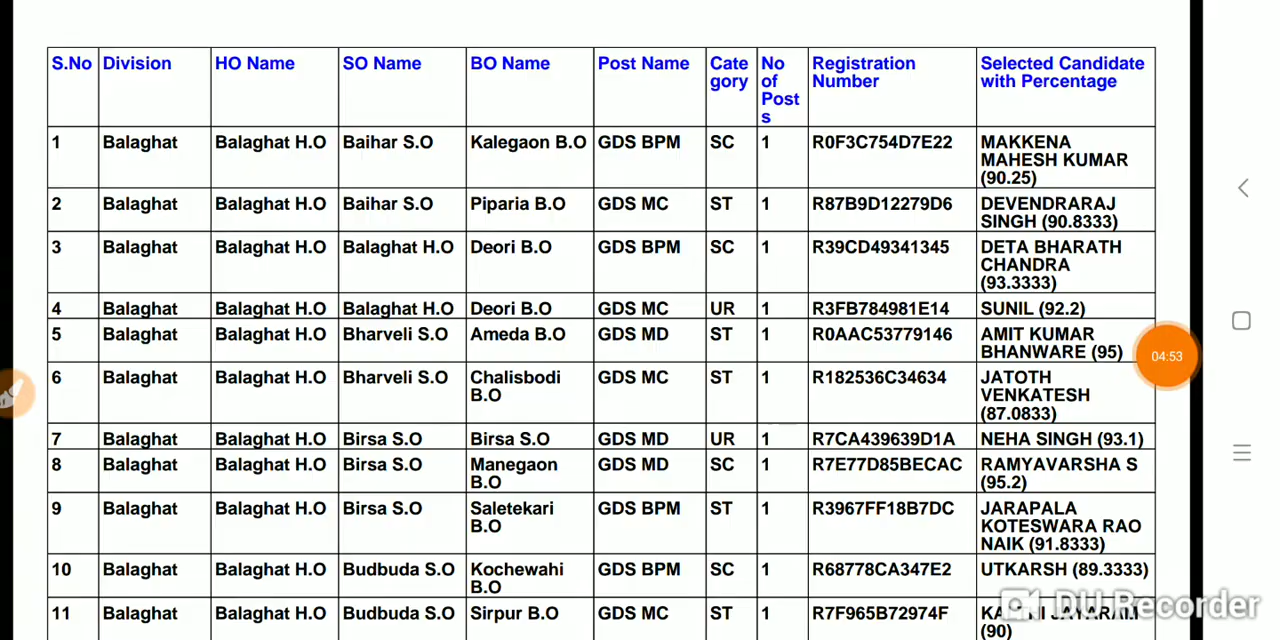 S.No Division HO Name SO Name BO Name Post Name Cate gory No of Post s Registration Number Selected Candidate with Percentage
1 Balaghat Balaghat H.O Baihar S.O Kalegaon B.O GDS BPM SC 1 R0F3C754D7E22 MAKKENA MAHESH KUMAR (90.25)
2 Balaghat Balaghat H.O Baihar S.O Piparia B.O GDS MC ST 1 R87B9D12279D6 DEVENDRARAJ SINGH (90.8333)
3 Balaghat Balaghat H.O Balaghat H.O Deori B.O GDS BPM SC 1 R39CD49341345 DETA BHARATH CHANDRA (93.3333)
4 Balaghat Balaghat H.O Balaghat H.O Deori B.O GDS MC UR 1 R3FB784981E14 SUNIL (92.2)
5 Balaghat Balaghat H.O Bharveli S.O Ameda B.O GDS MD ST 1 R0AAC53779146 AMIT KUMAR BHANWARE (95)
04:53
6 Balaghat Balaghat H.O Bharveli S.O Chalisbodi B.O GDS MC ST 1 R182536C34634 JATOTH VENKATESH (87.0833)
7 Balaghat Balaghat H.O Birsa S.O Birsa S.O GDS MD UR 1 R7CA439639D1A NEHA SINGH (93.1)
8 Balaghat Balaghat H.O Birsa S.O Manegaon B.O GDS MD SC 1 R7E77D85BECAC RAMYAVARSHA S (95.2)
9 Balaghat Balaghat H.O Birsa S.O Saletekari B.O GDS BPM ST 1 R3967FF18B7DC JARAPALA KOTESWARA RAO NAIK (91.8333)
10 Balaghat Balaghat H.O Budbuda S.O Kochewahi B.O GDS BPM SC 1 R68778CA347E2 UTKARSH (89.3333)
11 Balaghat Balaghat H.O Budbuda S.O Sirpur B.O GDS MC ST 1 R7F965B72974F (90)
DU Recorder